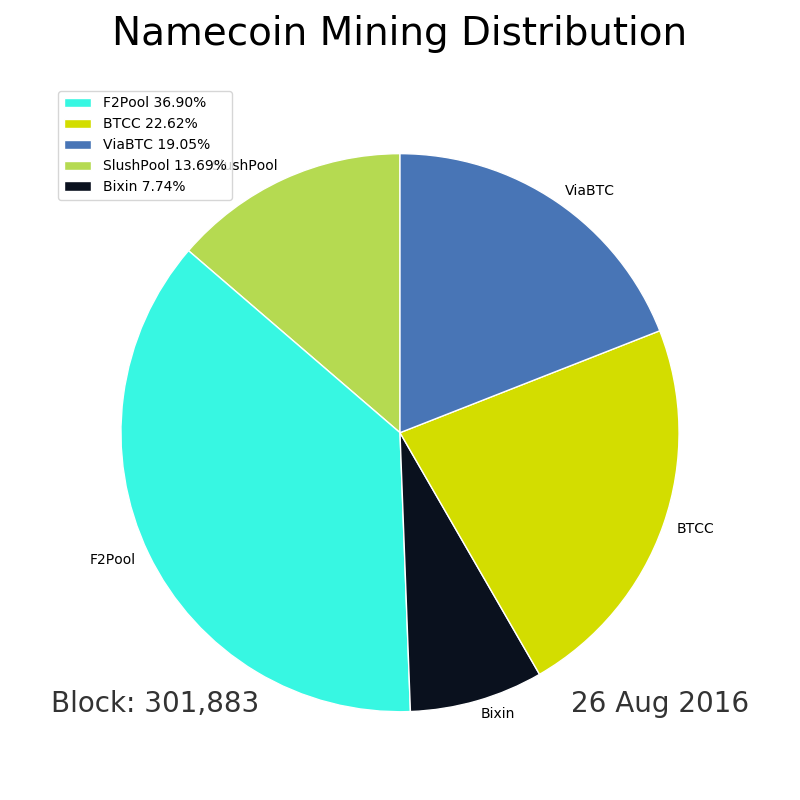 Namecoin Mining Distribution
F2Pool 36.90%
BTCC 22.62%
ViaBTC 19.05%
SlushPool 13.69%
Bixin 7.74%
ushPool
ViaBTC
BTCC
F2Pool
Bixin
Block: 301,883
26 Aug 2016